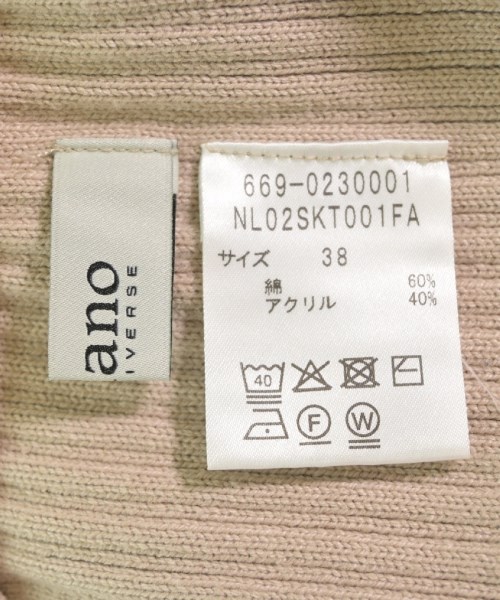 ano
IVERSE
669-0230001
NL02SKT001FA
サイズ 38
綿 60%
アクリル 40%
40
F W